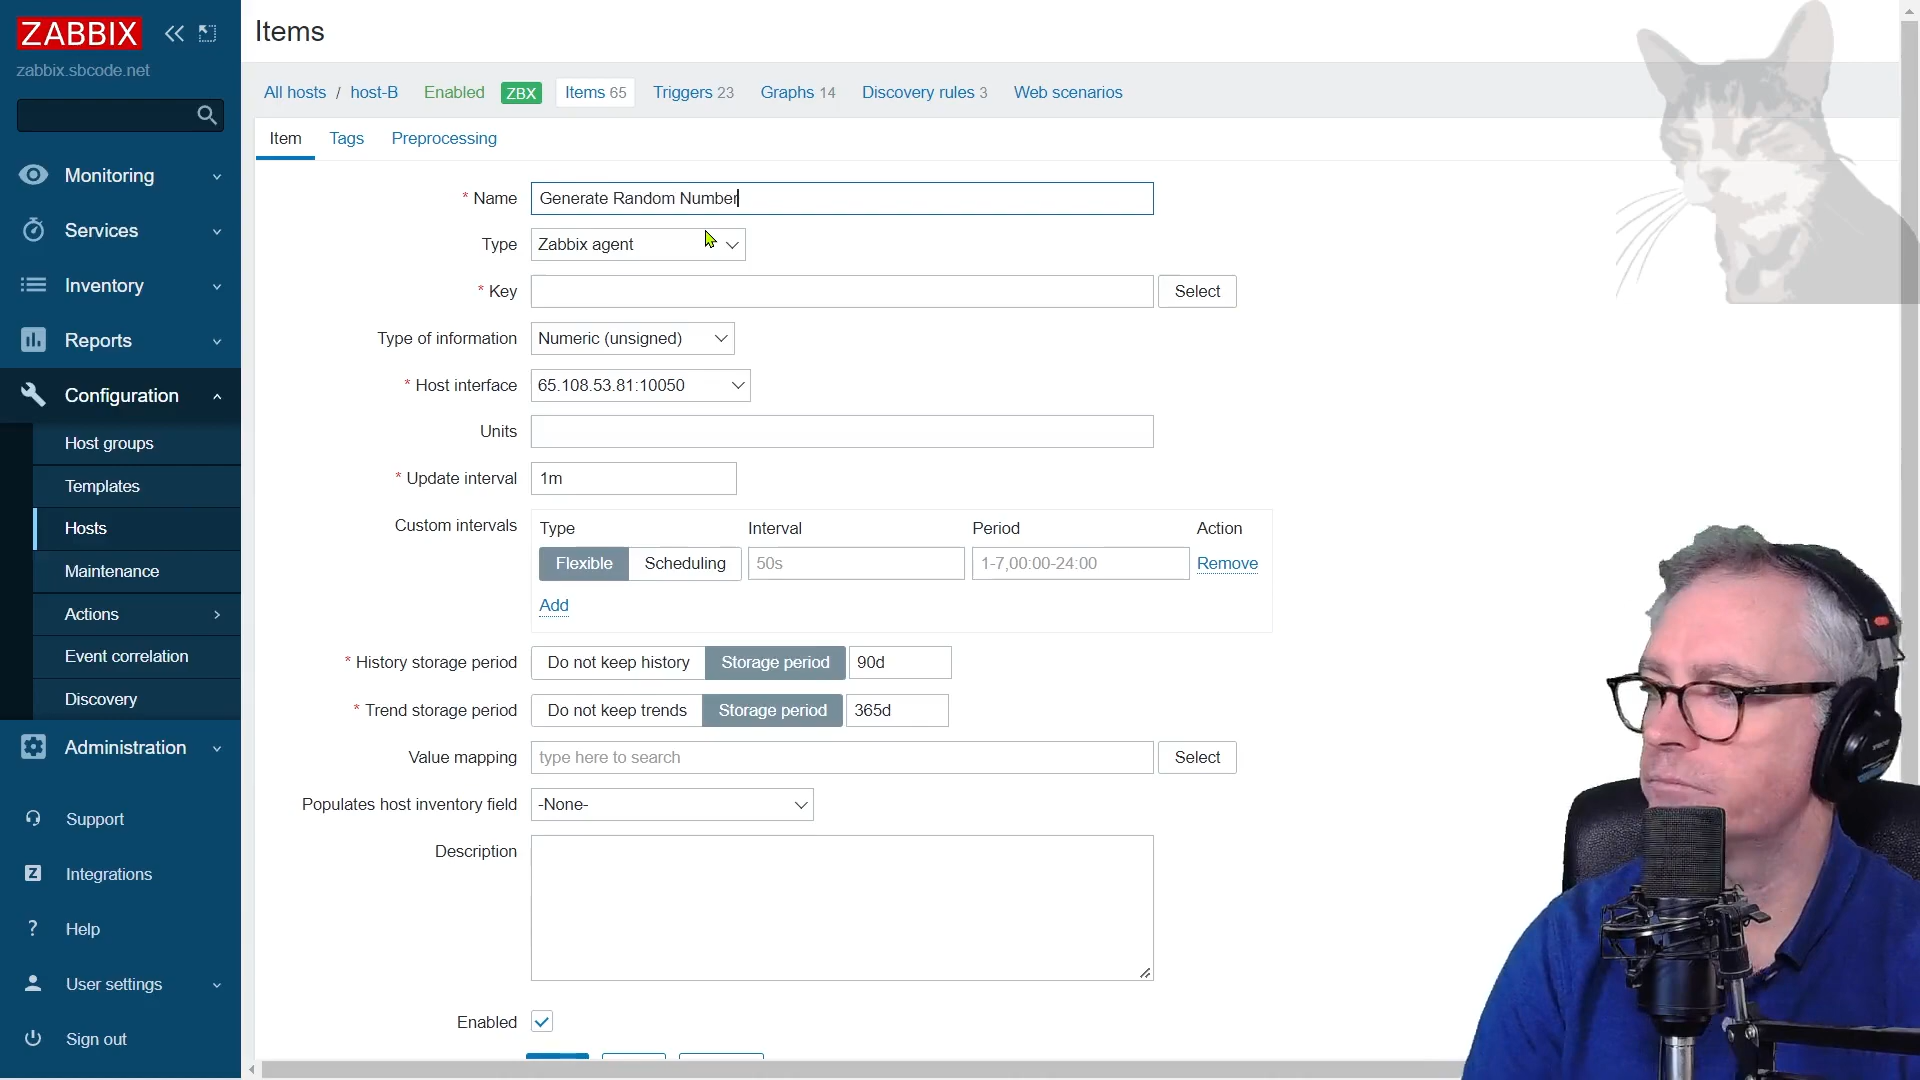 ZABBIX
zabbix.sbcode.net
Monitoring
Services
Inventory
Reports
Configuration
Host groups
Templates
Hosts
Maintenance
Actions
Event correlation
Discovery
Administration
Support
Integrations
Help
User settings
Sign out
Items
All hosts / host-B Enabled ZBX Items 65 Triggers 23 Graphs 14 Discovery rules 3 Web scenarios
Item Tags Preprocessing
* Name Generate Random Number
Type Zabbix agent
* Key Select
Type of information Numeric (unsigned)
* Host interface 65.108.53.81:10050
Units
* Update interval 1m
Custom intervals Type Interval Period Action
Flexible Scheduling 50s 1-7,00:00-24:00 Remove
Add
* History storage period Do not keep history Storage period 90d
* Trend storage period Do not keep trends Storage period 365d
Value mapping type here to search Select
Populates host inventory field -None-
Description
Enabled